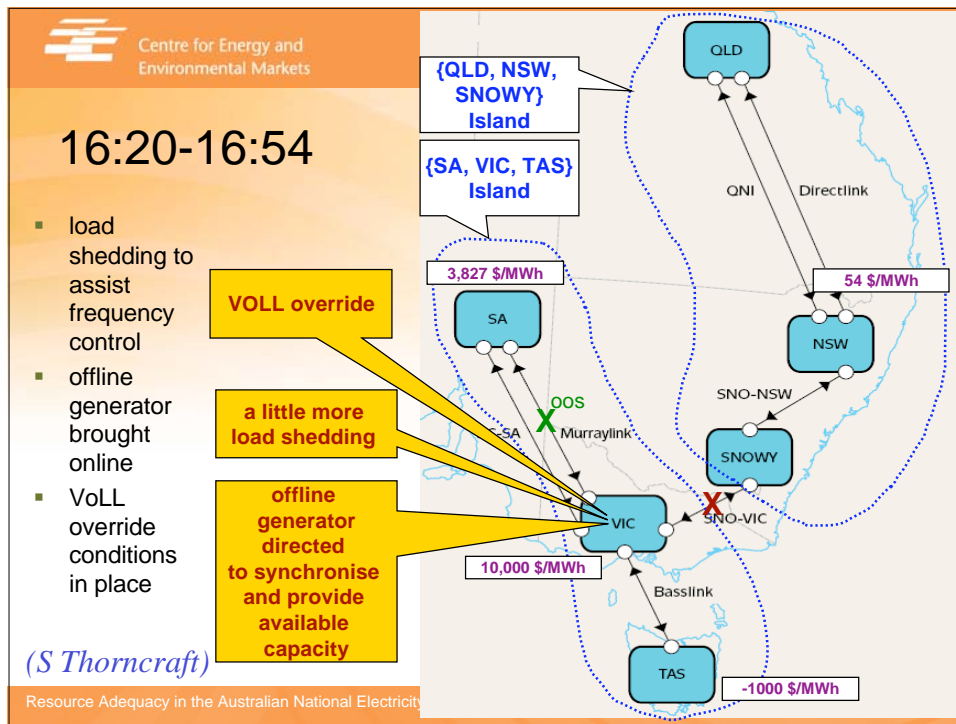 Centre for Energy and
Environmental Markets
16:20-16:54
▪ load
shedding to
assist
frequency
control
▪ offline
generator
brought
online
▪ VoLL
override
conditions
in place
(S Thorncraft)
VOLL override
a little more
load shedding
offline
generator
directed
to synchronise
and provide
available
capacity
{QLD, NSW,
SNOWY}
Island
{SA, VIC, TAS}
Island
QLD
QNI
Directlink
3,827 $/MWh
54 $/MWh
SA
NSW
SNO-NSW
OOS
X
-SA
Murraylink
SNOWY
X
SNO-VIC
VIC
10,000 $/MWh
Basslink
TAS
-1000 $/MWh
Resource Adequacy in the Australian National